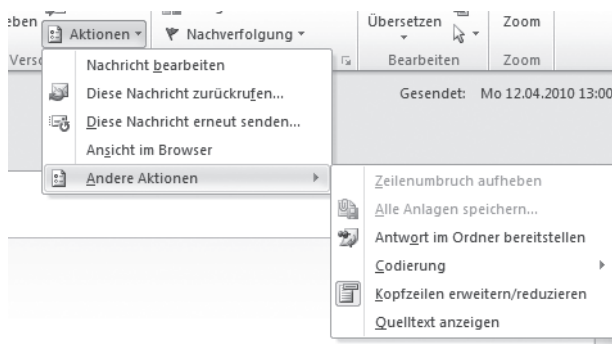 Aktionen
Nachverfolgung
Übersetzen
Zoom
Bearbeiten
Zoom
Nachricht bearbeiten
Diese Nachricht zurückrufen...
Diese Nachricht erneut senden...
Ansicht im Browser
Andere Aktionen
Gesendet: Mo 12.04.2010 13:00
Zeilenumbruch aufheben
Alle Anlagen speichern...
Antwort im Ordner bereitstellen
Codierung
Kopfzeilen erweitern/reduzieren
Quelltext anzeigen